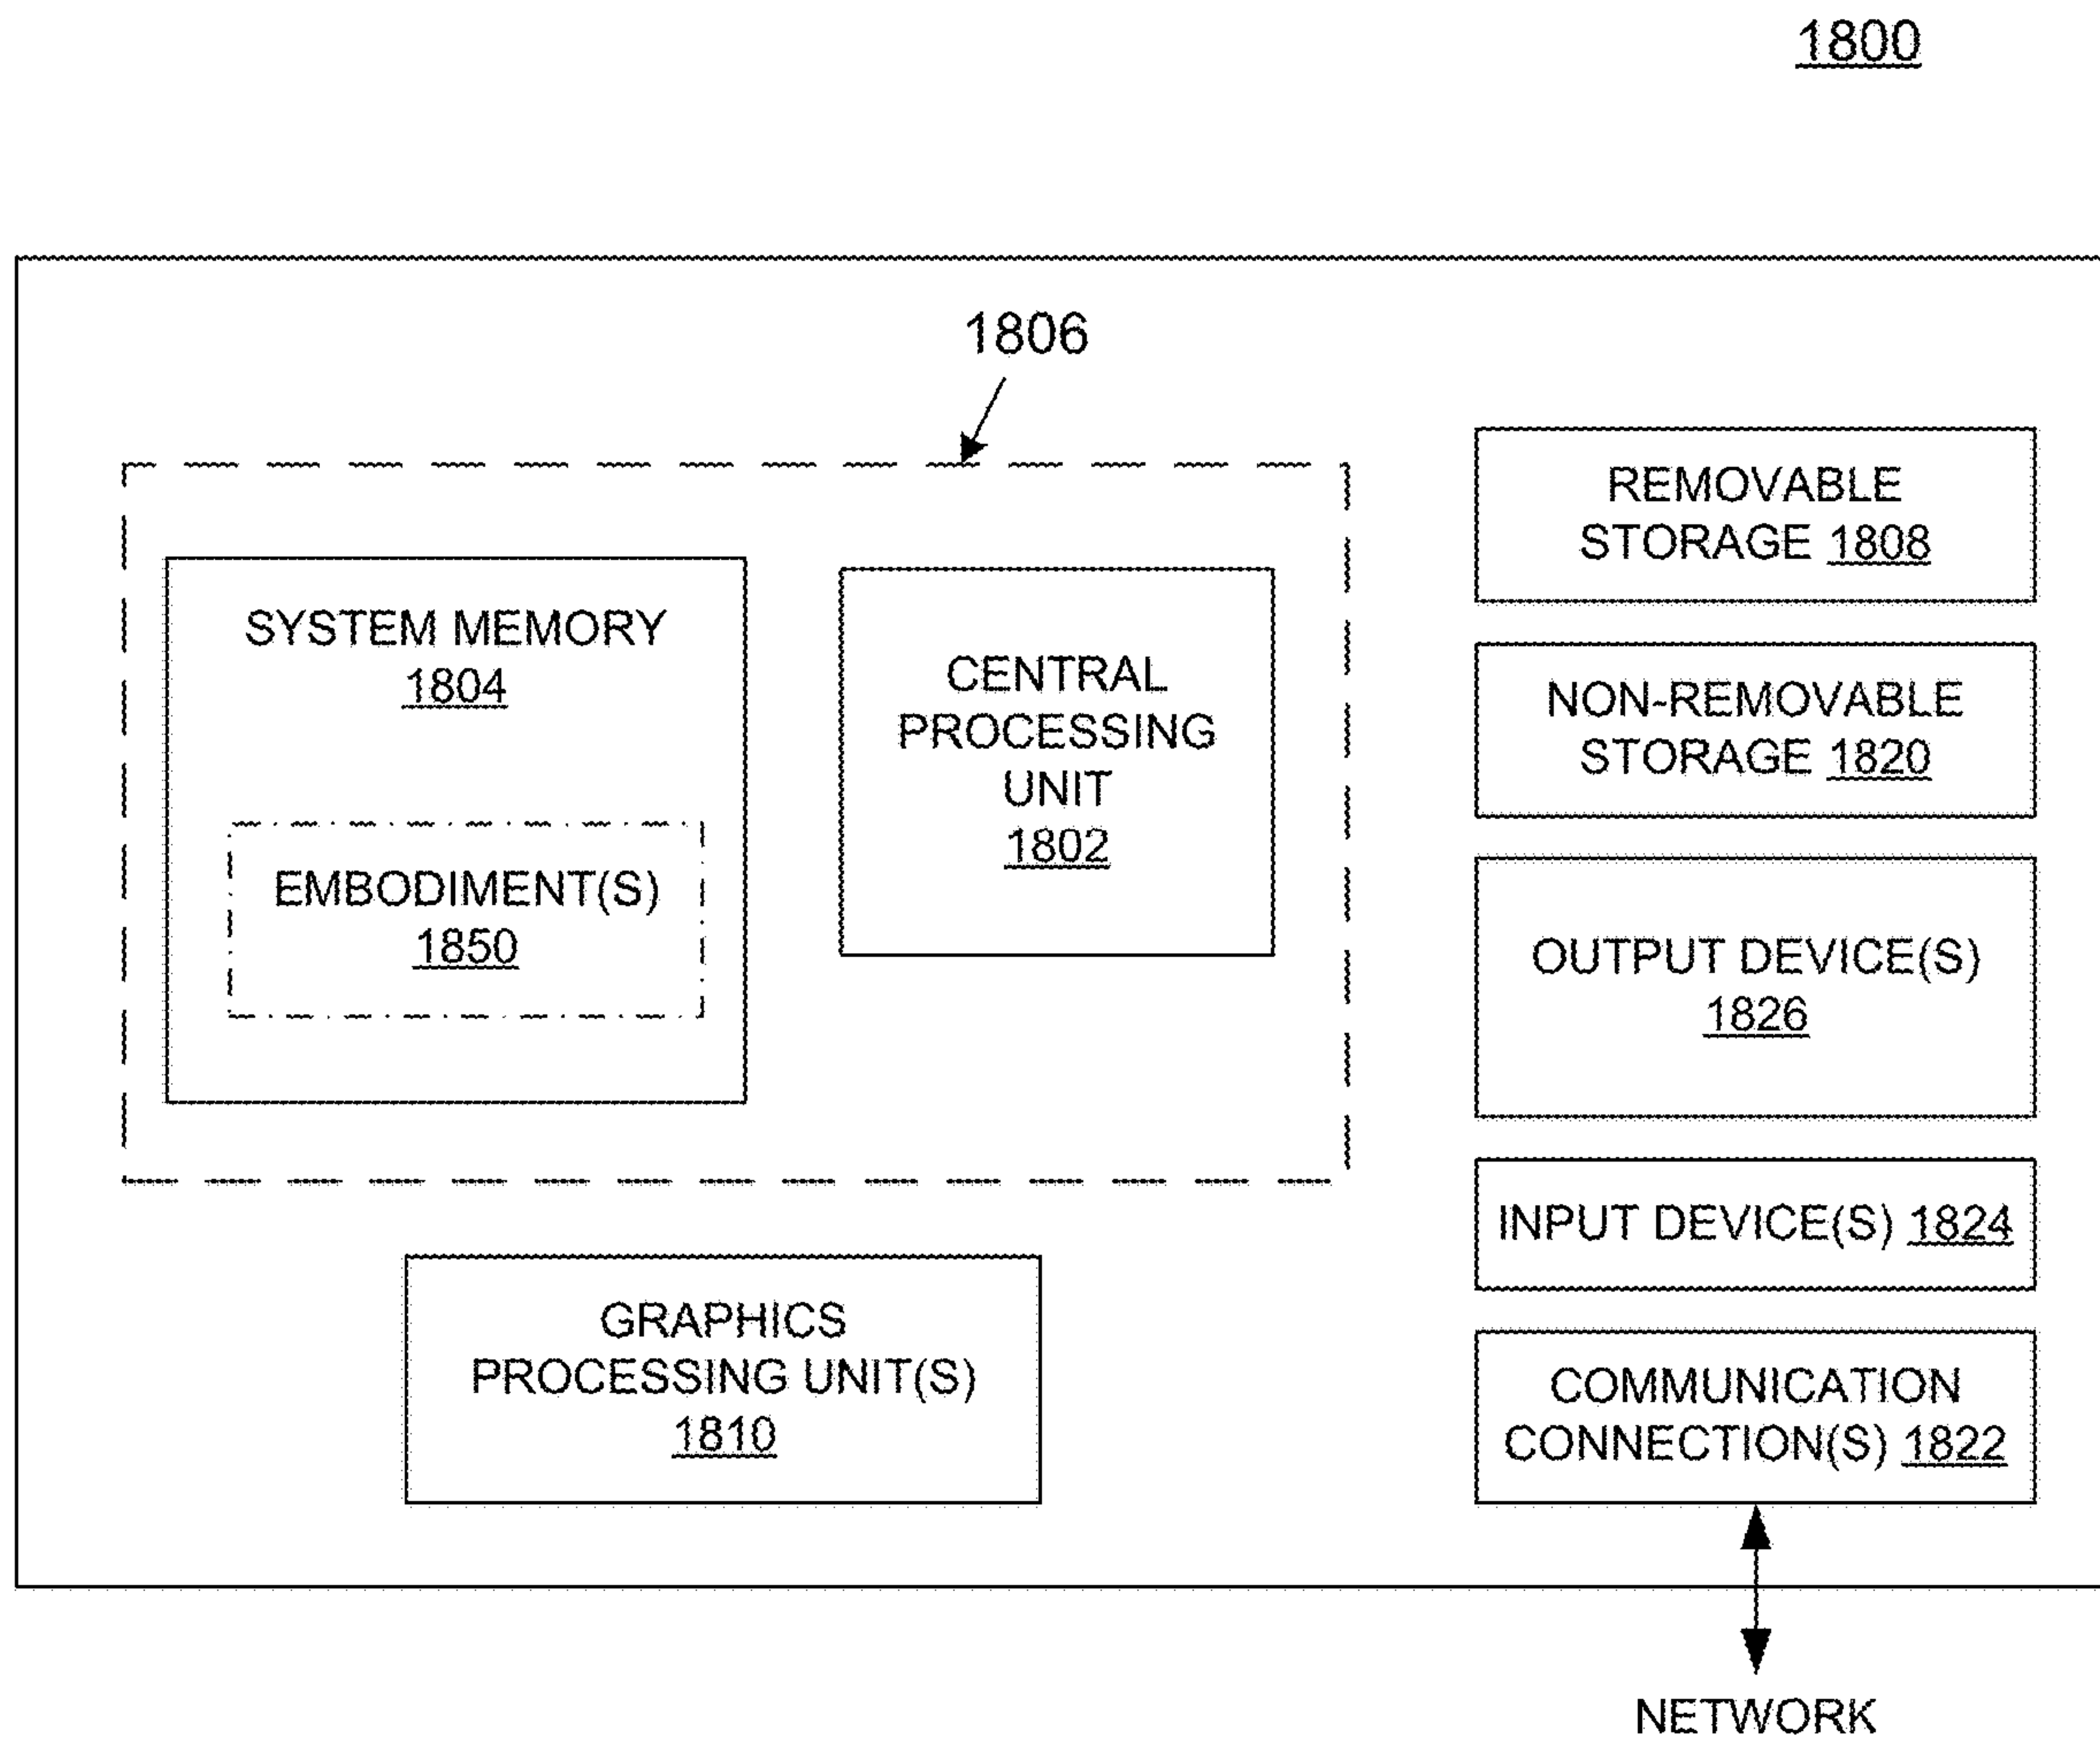 1800
1806
SYSTEM MEMORY
1804
EMBODIMENT(S)
1850
CENTRAL
PROCESSING
UNIT
1802
GRAPHICS
PROCESSING UNIT(S)
1810
REMOVABLE
STORAGE 1808
NON-REMOVABLE
STORAGE 1820
OUTPUT DEVICE(S)
1826
INPUT DEVICE(S) 1824
COMMUNICATION
CONNECTION(S) 1822
NETWORK